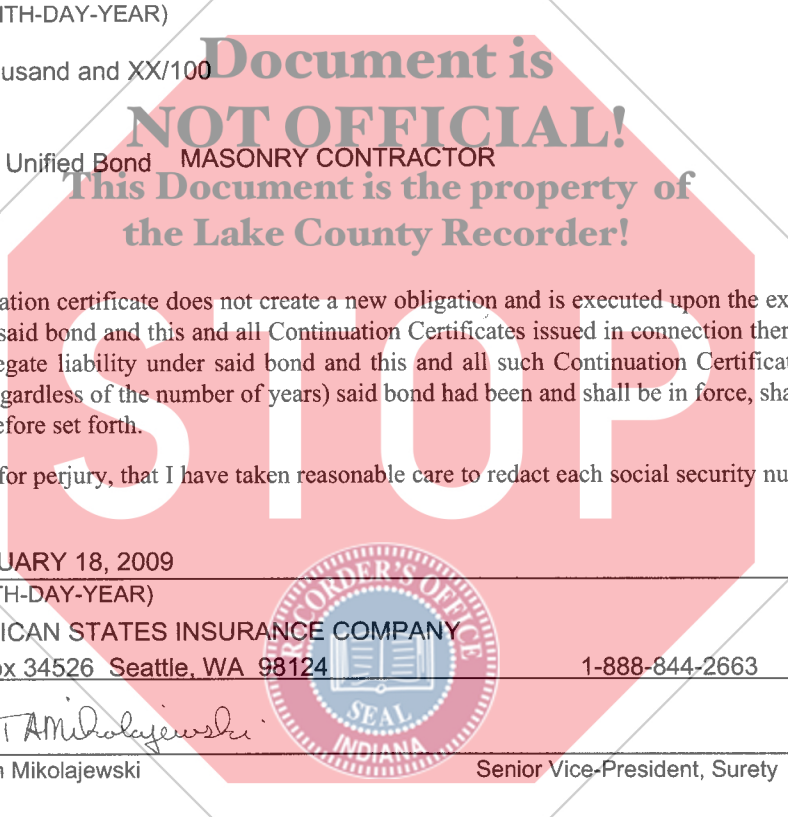 ITH-DAY-YEAR)
usand and XX/100
Document is
NOT OFFICIAL!
Unified Bond MASONRY CONTRACTOR
This Document is the property of
the Lake County Recorder!
ation certificate does not create a new obligation and is executed upon the ex
said bond and this and all Continuation Certificates issued in connection ther
egate liability under said bond and this and all such Continuation Certificat
gardless of the number of years) said bond had been and shall be in force, sha
efore set forth.
for perjury, that I have taken reasonable care to redact each social security nu
STOP
UARY 18, 2009
TH-DAY-YEAR)
ICAN STATES INSURANCE COMPANY
ox 34526 Seattle, WA 98124 1-888-844-2663
RECORDER'S OFFICE
SEAL
INDIANA
TAMikolajewski
n Mikolajewski Senior Vice-President, Surety